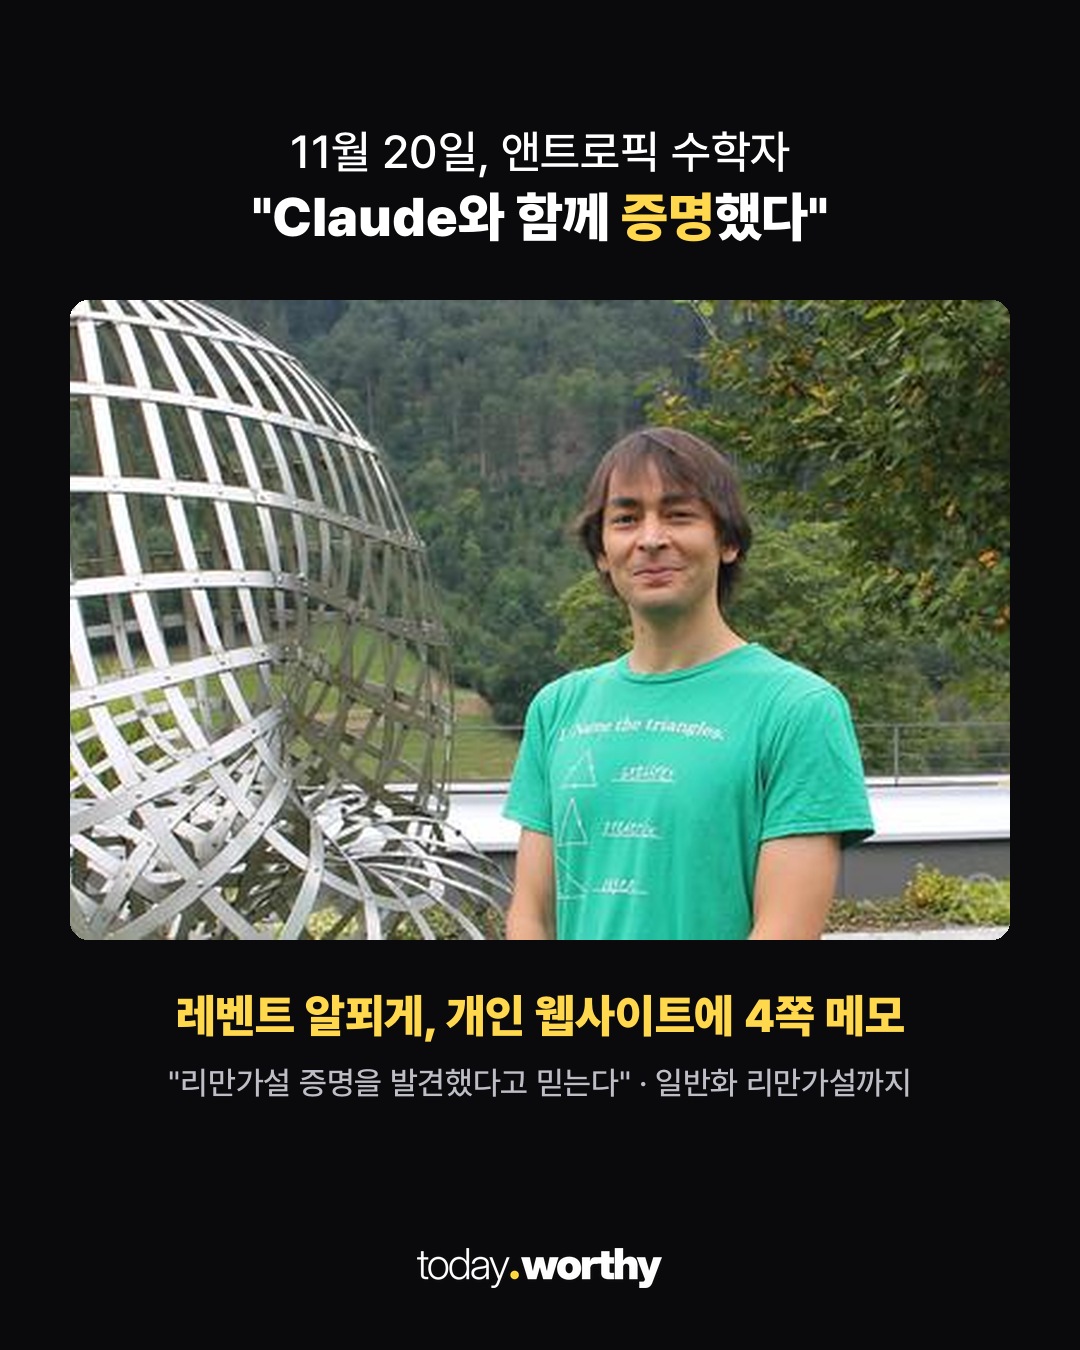 11월 20일, 앤트로픽 수학자
"Claude와 함께 증명했다"
the triangles.
레벤트 알푀게, 개인 웹사이트에 4쪽 메모
"리만가설 증명을 발견했다고 믿는다" · 일반화 리만가설까지
today.worthy